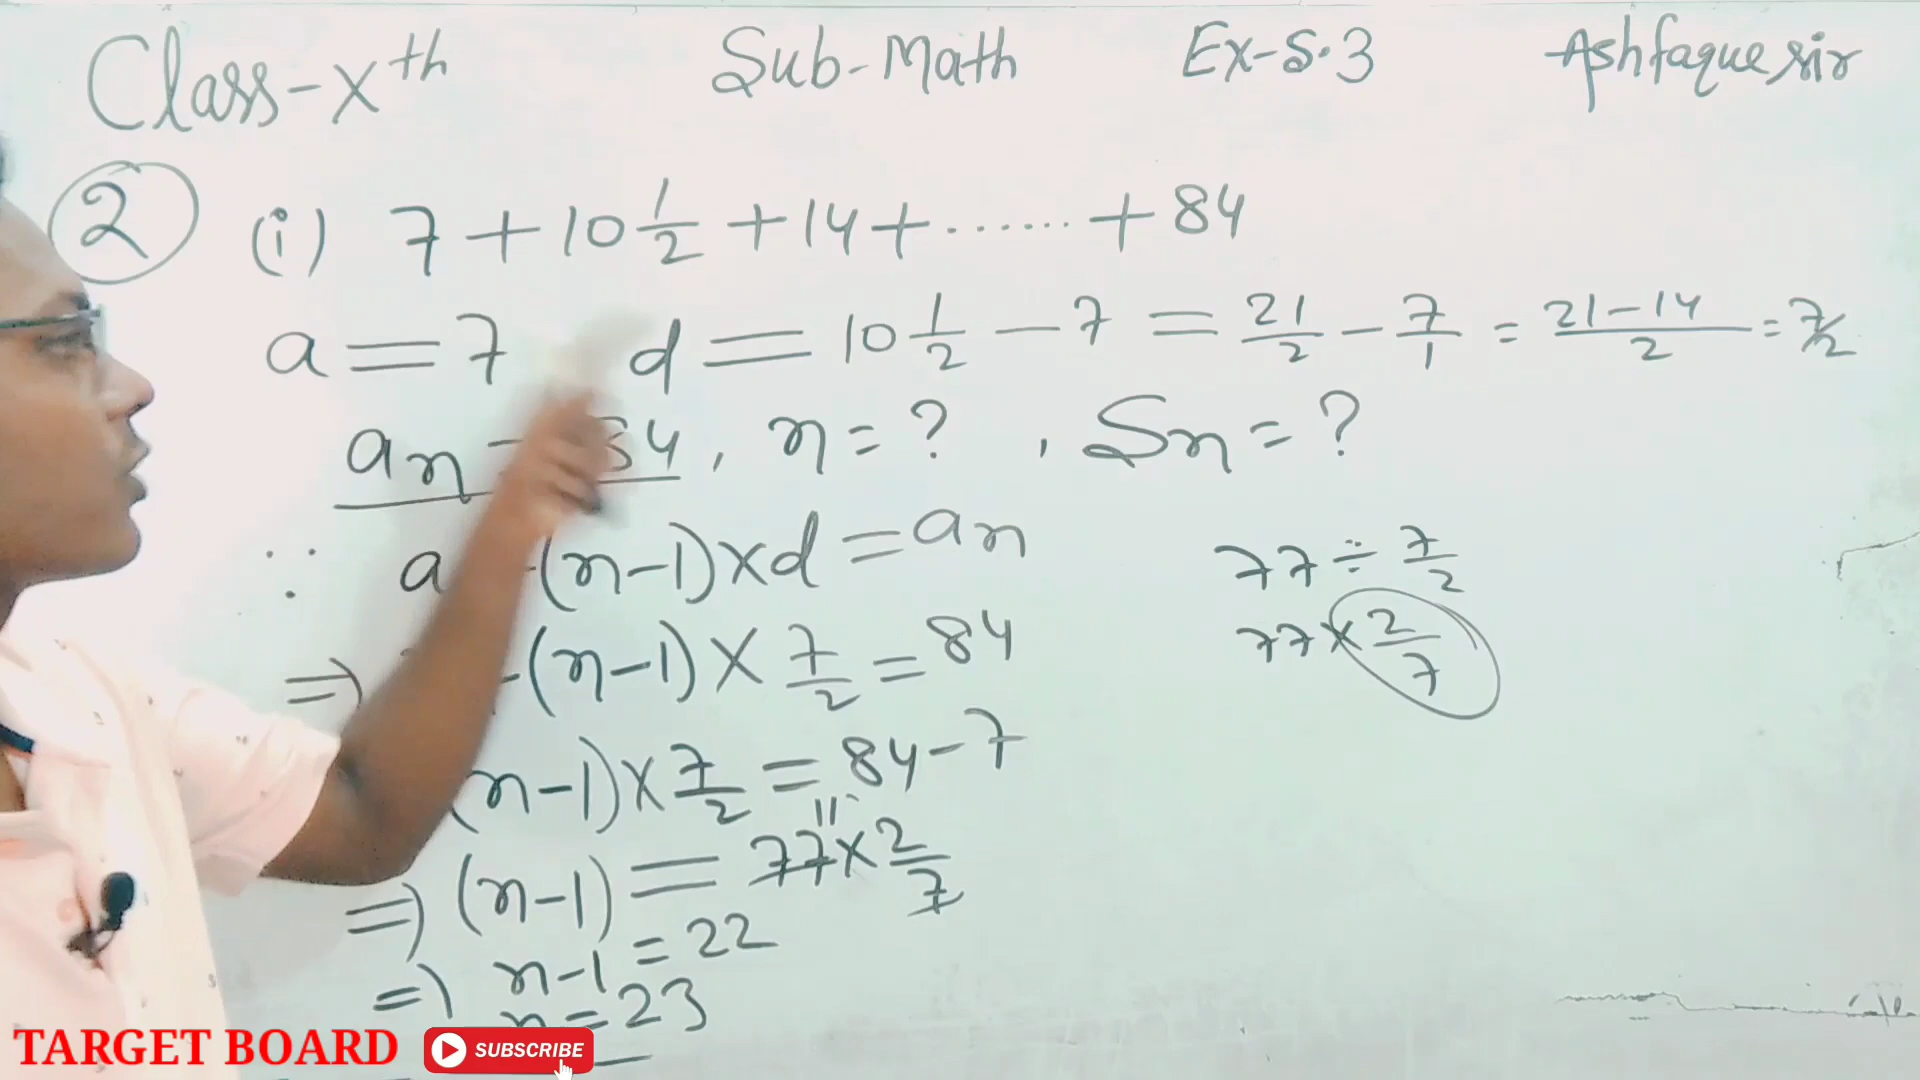 Class-Xth Sub-Math Ex-5.3 Ashfaque sir
2 (i) 7 + 10 1/2 + 14 + ...... + 84
a = 7 d = 10 1/2 - 7 = 21/2 - 7/1 = (21-14)/2 = 7/2
an = 84, n = ? , Sn = ?
∵ a (n-1)×d = an
77 ÷ 7/2
⇒ (n-1) × 7/2 = 84
77 × 2/7
(n-1) × 7/2 = 84-7
11
⇒ (n-1) = 77 × 2/7
⇒ n-1 = 22
n = 23
TARGET BOARD SUBSCRIBE